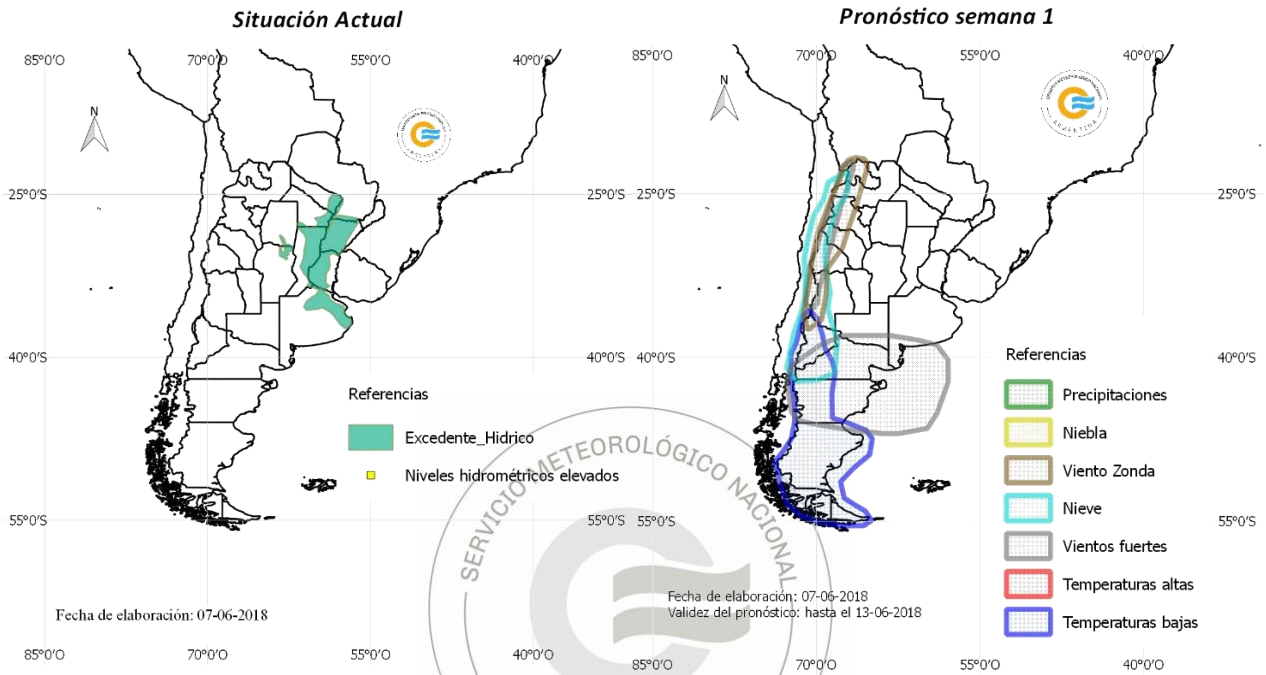 Situación Actual
85°0'O 70°0'O 55°0'O 40°0'O
N
25°0'S 25°0'S
40°0'S 40°0'S
55°0'S 55°0'S
Referencias
Excedente_Hidrico
Niveles hidrométricos elevados
Fecha de elaboración: 07-06-2018
85°0'O 70°0'O 55°0'O 40°0'O
Pronóstico semana 1
85°0'O 70°0'O 55°0'O 40°0'O
N
ARGENTINA
25°0'S 25°0'S
40°0'S 40°0'S
55°0'S 55°0'S
Referencias
Precipitaciones
Niebla
Viento Zonda
Nieve
Vientos fuertes
Temperaturas altas
Temperaturas bajas
Fecha de elaboración: 07-06-2018
Validez del pronóstico: hasta el 13-06-2018
85°0'O 70°0'O 55°0'O 40°0'O
SERVICIO METEOROLÓGICO NACIONAL